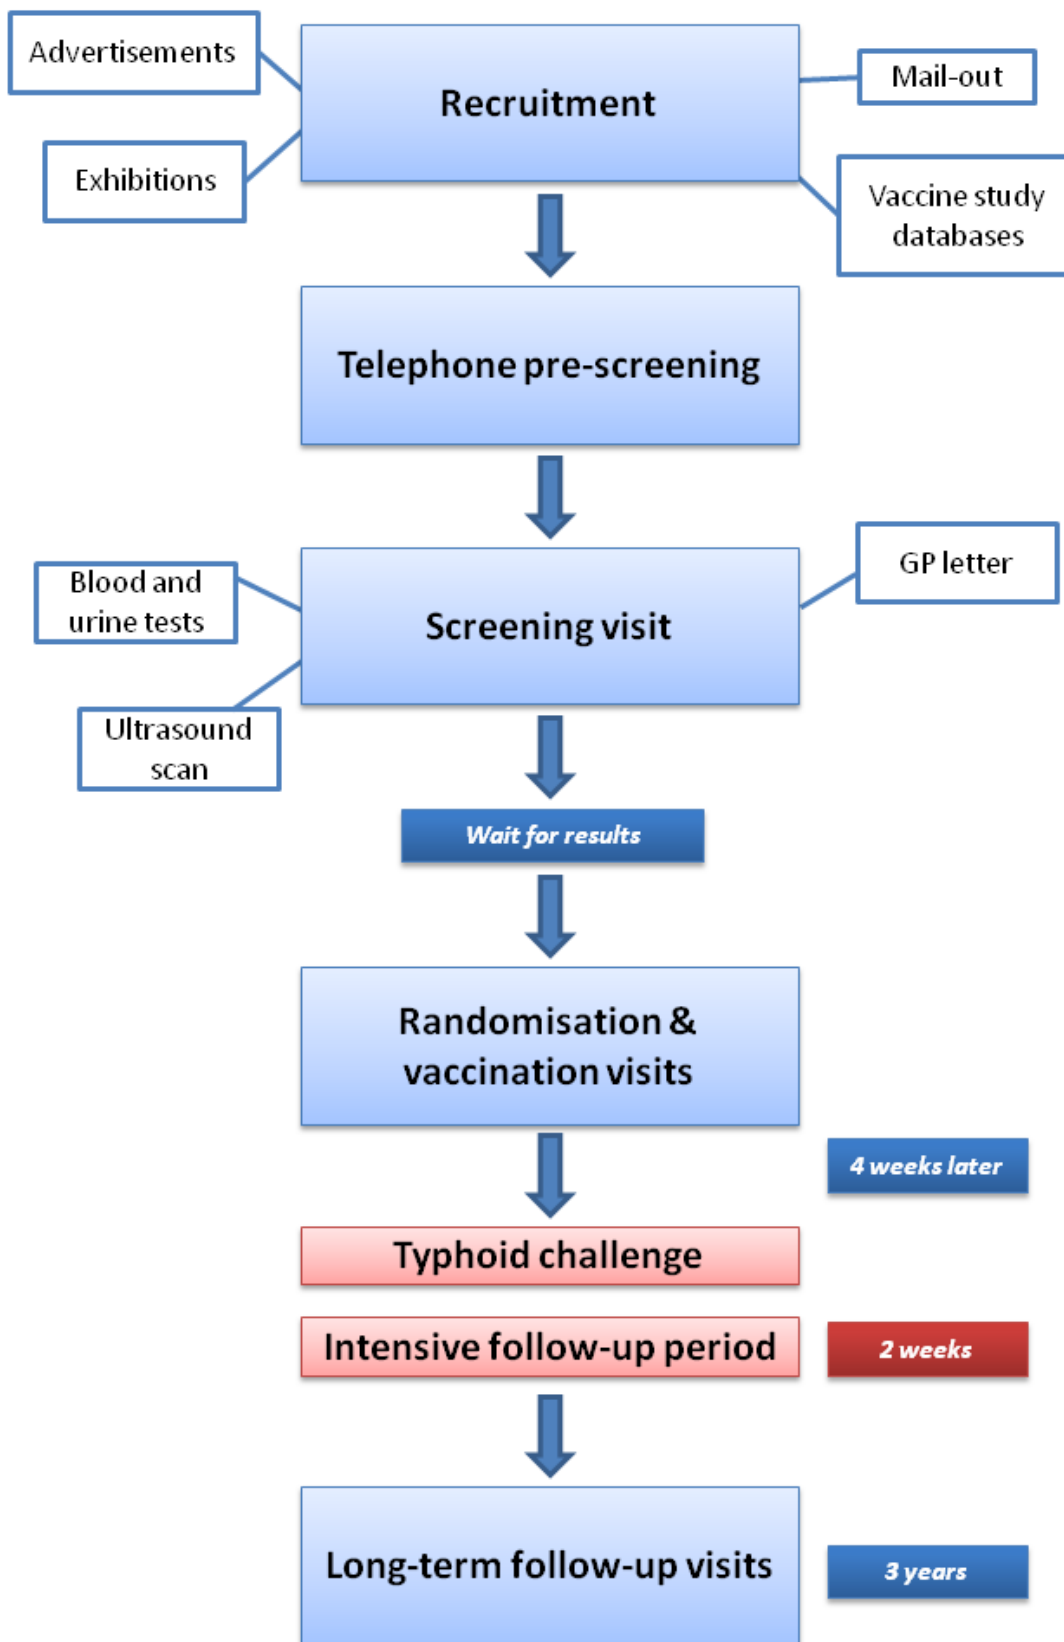 Advertisements
Recruitment
Mail-out
Exhibitions
Vaccine study
databases
Telephone pre-screening
GP letter
Blood and
urine tests
Screening visit
Ultrasound
scan
Wait for results
Randomisation &
vaccination visits
4 weeks later
Typhoid challenge
Intensive follow-up period
2 weeks
Long-term follow-up visits
3 years